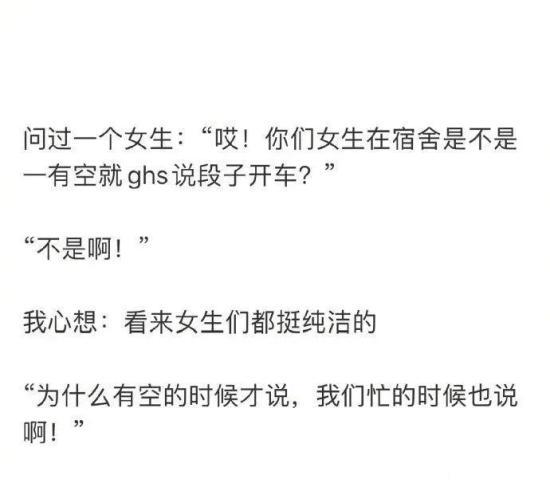 问过一个女生：“哎！你们女生在宿舍是不是
一有空就ghs说段子开车？”
“不是啊！”
我心想：看来女生们都挺纯洁的
“为什么有空的时候才说，我们忙的时候也说
啊！”